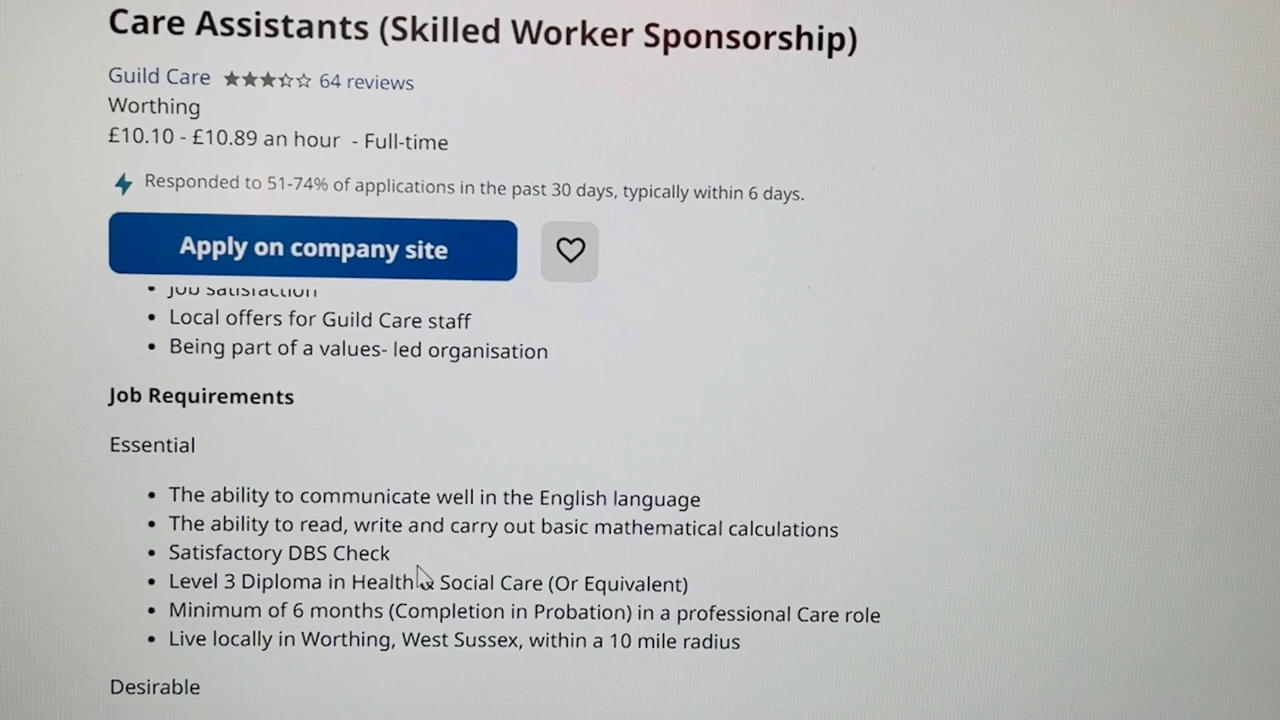 Care Assistants (Skilled Worker Sponsorship)
Guild Care ★★★☆☆ 64 reviews
Worthing
£10.10 - £10.89 an hour - Full-time
Responded to 51-74% of applications in the past 30 days, typically within 6 days.
Apply on company site
• Job satisfaction
• Local offers for Guild Care staff
• Being part of a values- led organisation
Job Requirements
Essential
• The ability to communicate well in the English language
• The ability to read, write and carry out basic mathematical calculations
• Satisfactory DBS Check
• Level 3 Diploma in Health & Social Care (Or Equivalent)
• Minimum of 6 months (Completion in Probation) in a professional Care role
• Live locally in Worthing, West Sussex, within a 10 mile radius
Desirable